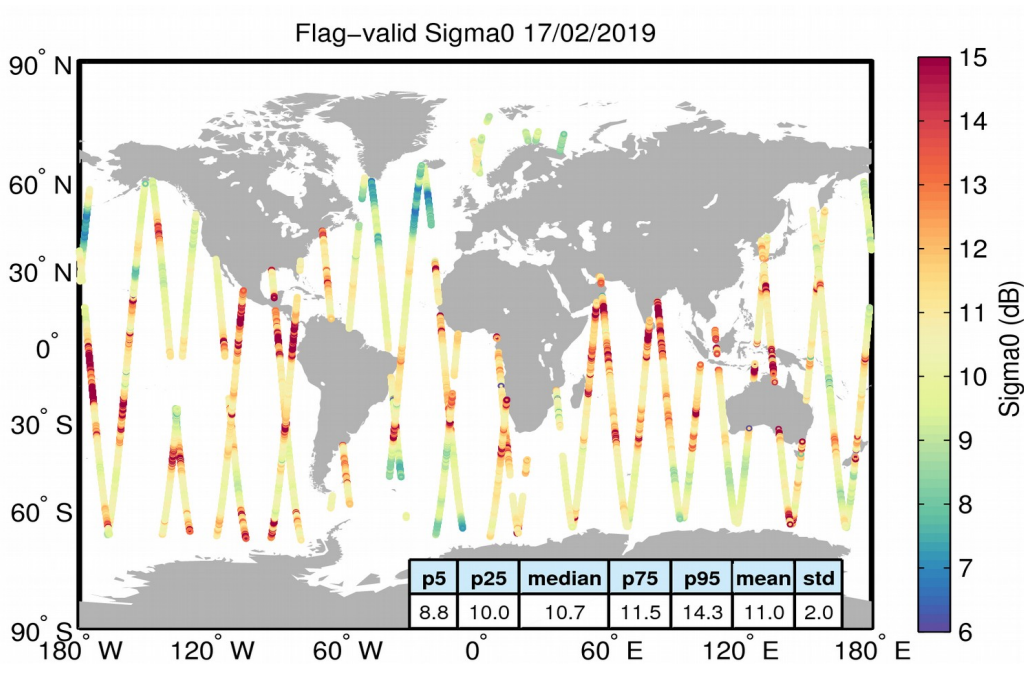 Flag−valid Sigma0 17/02/2019
90° N
60° N
30° N
0°
30° S
60° S
90° S
180° W
120° W
60° W
0°
60° E
120° E
180° E
p5 p25 median p75 p95 mean std
8.8 10.0 10.7 11.5 14.3 11.0 2.0
15
14
13
12
11
10
9
8
7
6
Sigma0 (dB)